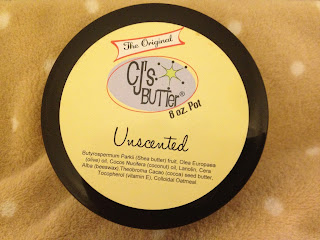 The Original
CJ's
BUTTer®
8 oz. Pot
Unscented
Butyrospermum Parkii (Shea butter) fruit, Olea Europaea
(olive) oil, Cocos Nucifera (coconut) oil, Lanolin, Cera
Alba (beeswax),Theobroma Cacao (cocoa) seed butter,
Tocopherol (vitamin E), Colloidal Oatmeal